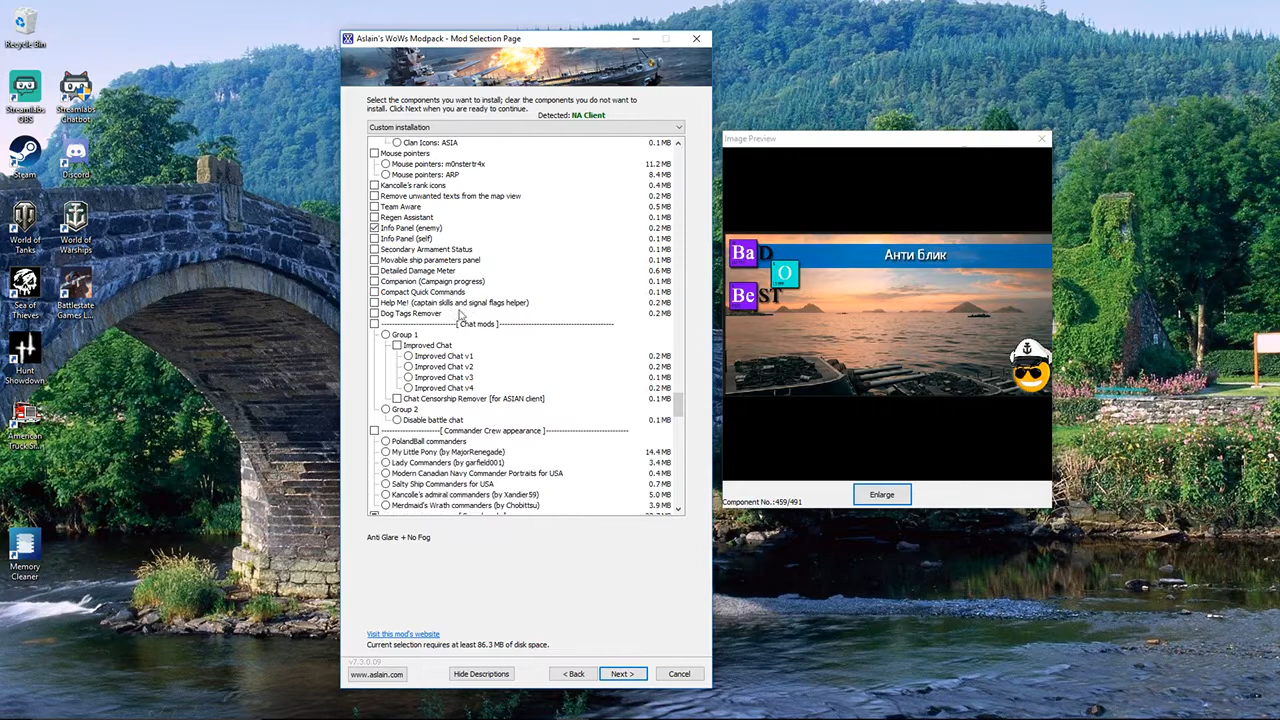 Recycle Bin
Streamlabs OBS
Streamlabs Chatbot
Steam
Discord
World of Tanks
World of Warships
Sea of Thieves
Battlestate Games L...
Hunt Showdown
American Truck S...
Memory Cleaner
Aslain's WoWs Modpack - Mod Selection Page
Select the components you want to install; clear the components you do not want to
install. Click Next when you are ready to continue.
Detected: NA Client
Custom installation
Clan Icons: ASIA 0.1 MB
Mouse pointers
Mouse pointers: m0nstertr4x 11.2 MB
Mouse pointers: ARP 8.4 MB
Kancolle's rank icons 0.4 MB
Remove unwanted texts from the map view 0.2 MB
Team Aware 0.5 MB
Regen Assistant 0.1 MB
Info Panel (enemy) 0.2 MB
Info Panel (self) 0.1 MB
Secondary Armament Status 0.1 MB
Movable ship parameters panel 0.1 MB
Detailed Damage Meter 0.6 MB
Companion (Campaign progress) 0.1 MB
Compact Quick Commands 0.1 MB
Help Me! (captain skills and signal flags helper) 0.2 MB
Dog Tags Remover 0.1 MB
[ Chat mods ]
Group 1
Improved Chat
Improved Chat v1 0.2 MB
Improved Chat v2 0.2 MB
Improved Chat v3 0.1 MB
Improved Chat v4 0.2 MB
Chat Censorship Remover [for ASIAN client] 0.1 MB
Group 2
Disable battle chat 0.1 MB
[ Commander Crew appearance ]
PolandBall commanders
My Little Pony (by MajorRenegade) 14.4 MB
Lady Commanders (by garfield001) 3.4 MB
Modern Canadian Navy Commander Portraits for USA 0.4 MB
Salty Ship Commanders for USA 0.7 MB
Kancolle's admiral commanders (by Xandier59) 5.0 MB
Merdmaid's Wrath commanders (by Chobittsu) 3.9 MB
Anti Glare + No Fog
Visit this mod's website
Current selection requires at least 86.3 MB of disk space.
v7.3.0.09
www.aslain.com
Hide Descriptions
< Back
Next >
Cancel
Image Preview
BaD
O
BeST
Анти блик
Component No.:459/491
Enlarge